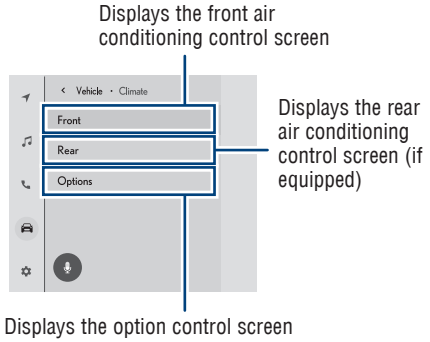 Displays the front air
conditioning control screen
< Vehicle • Climate
Front
Rear
Options
Displays the rear
air conditioning
control screen (if
equipped)
Displays the option control screen